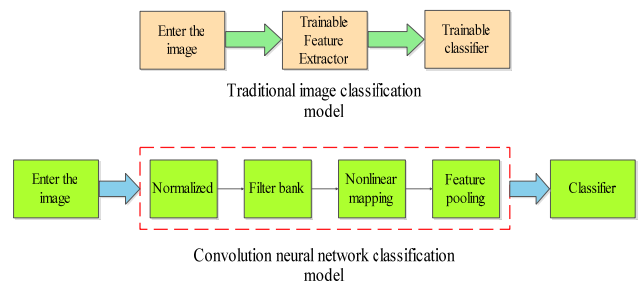 Enter the
image
Trainable
Feature
Extractor
Trainable
classifier
Traditional image classification
model
Enter the
image
Normalized
Filter bank
Nonlinear
mapping
Feature
pooling
Classifier
Convolution neural network classification
model